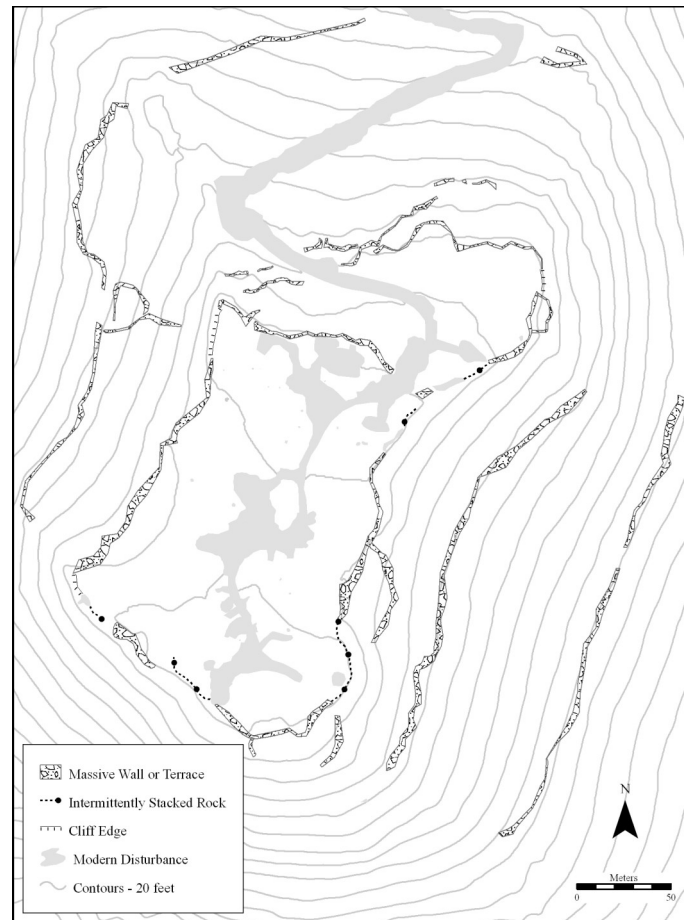 Massive Wall or Terrace
Intermittently Stacked Rock
Cliff Edge
Modern Disturbance
Contours - 20 feet
N
Meters
0 50